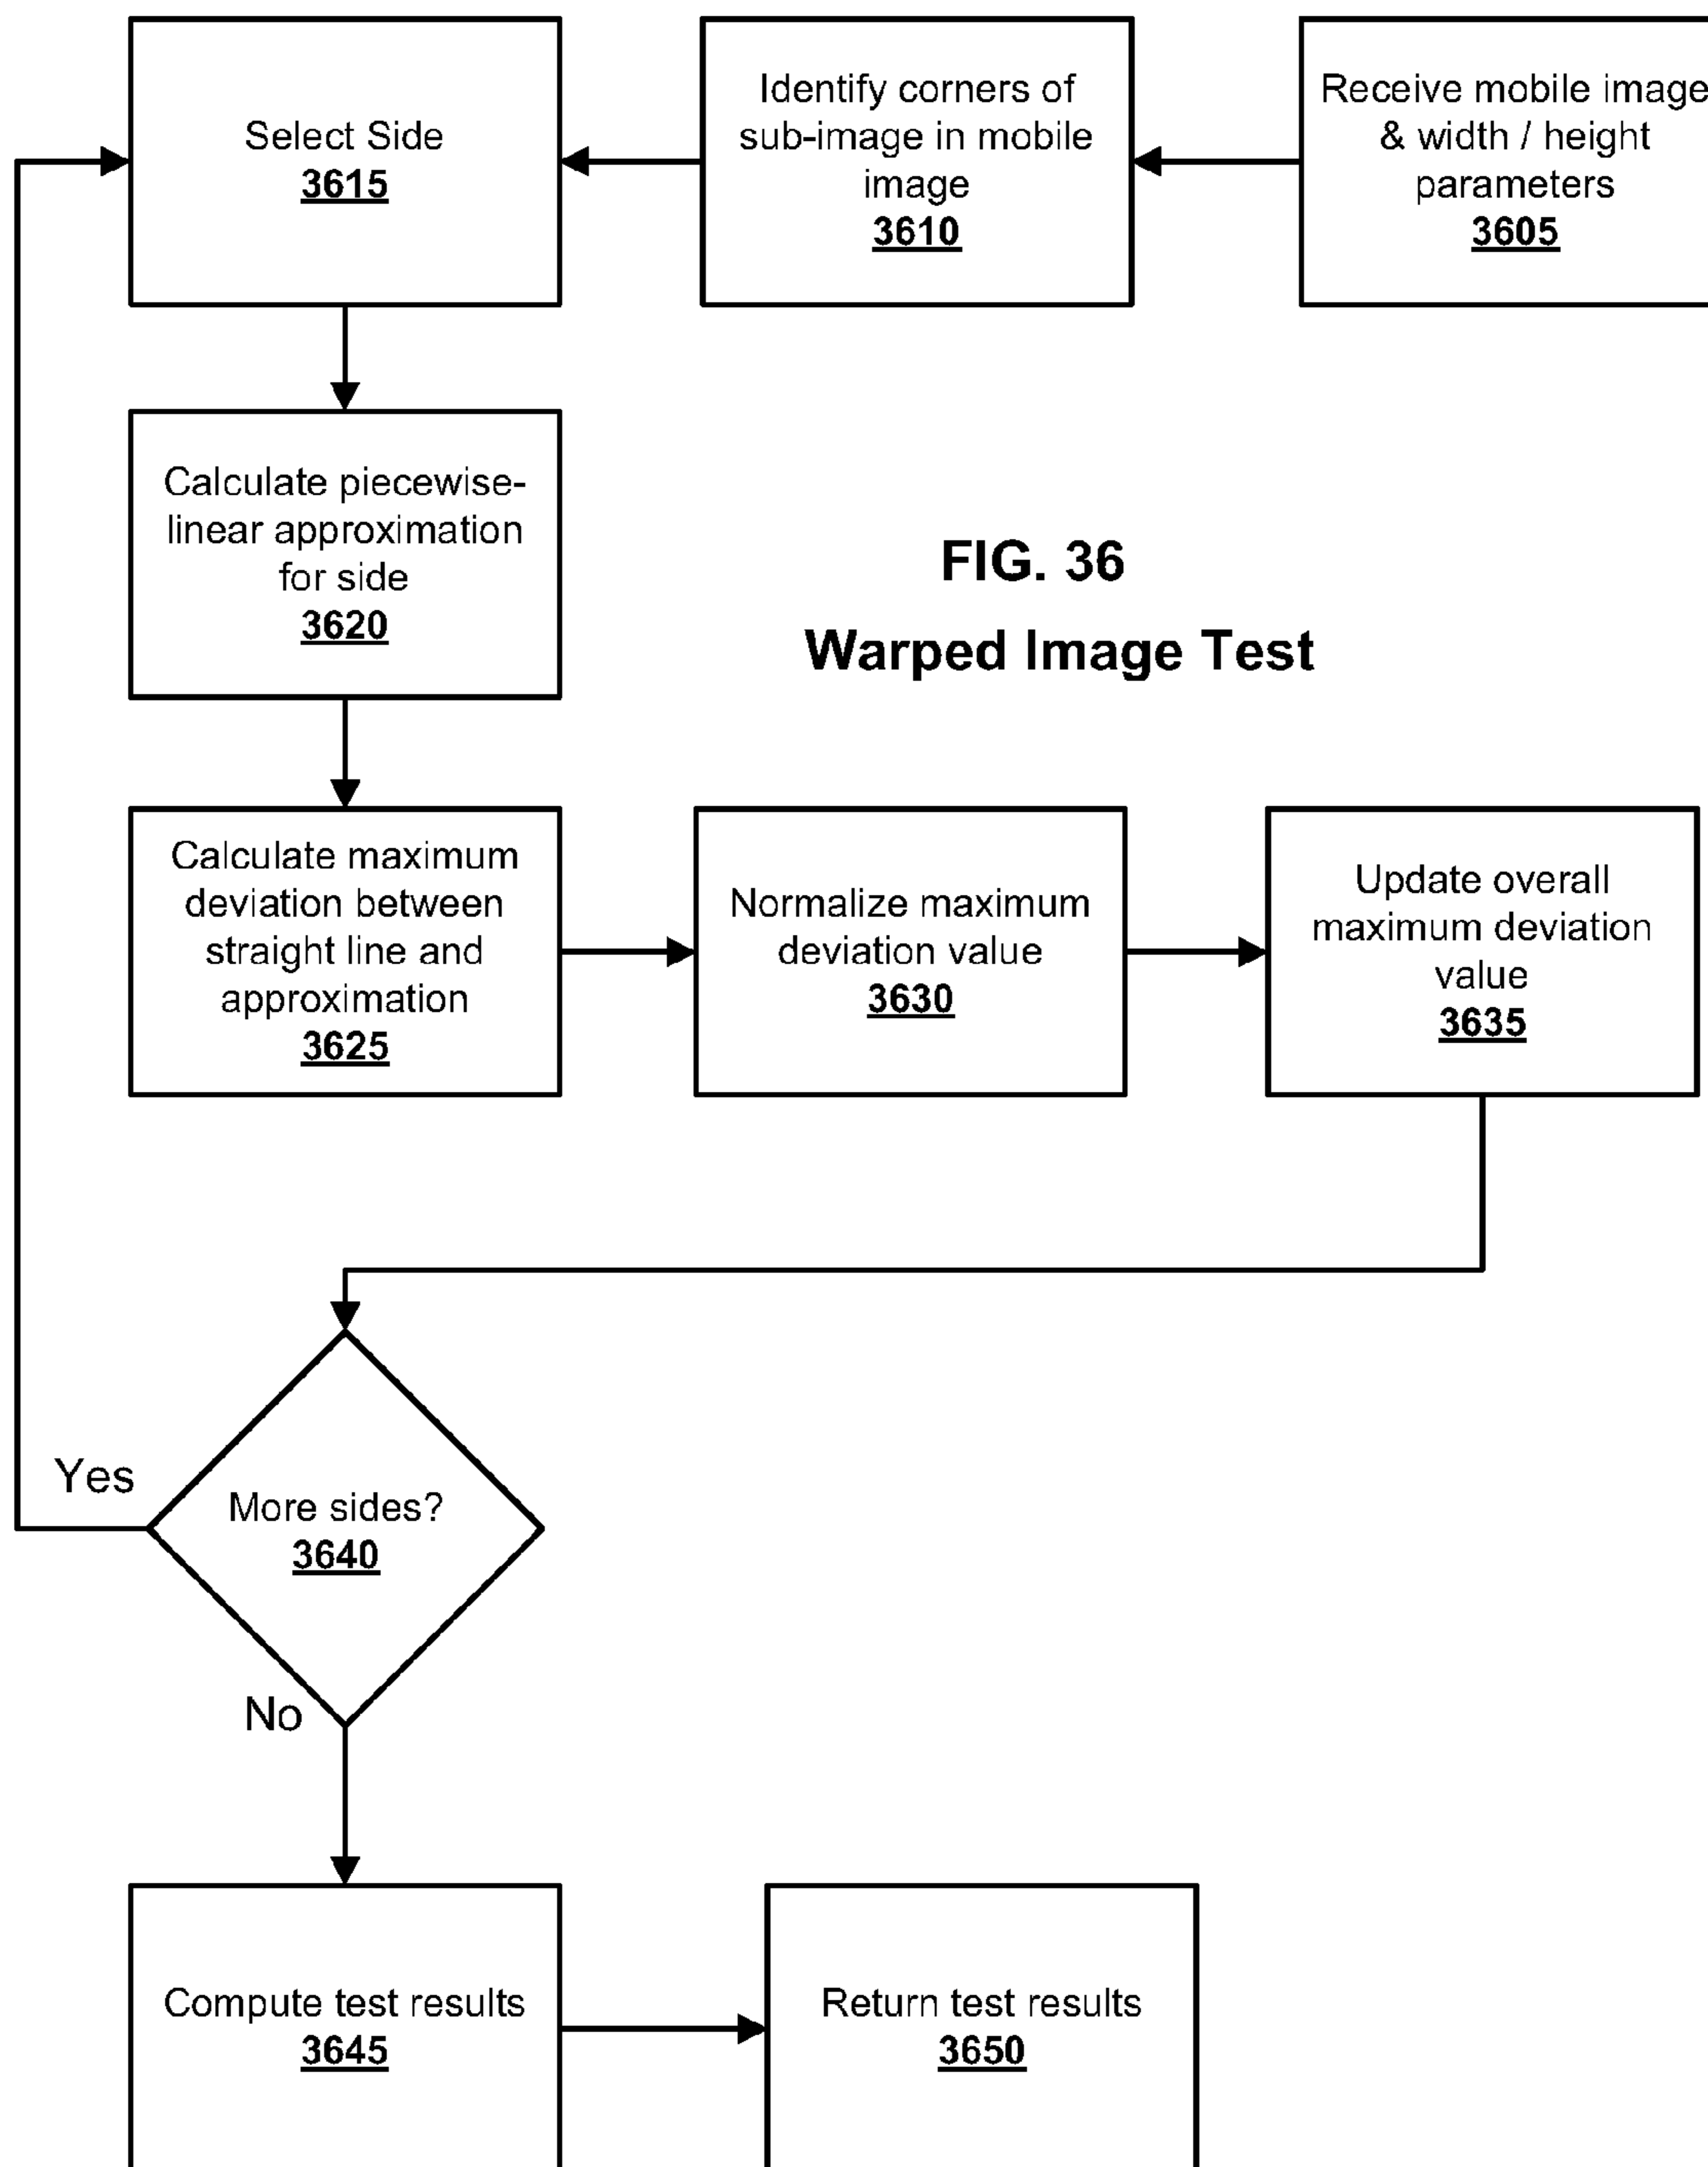 Select Side
3615
Identify corners of
sub-image in mobile
image
3610
Receive mobile image
& width / height
parameters
3605
Calculate piecewise-
linear approximation
for side
3620
FIG. 36
Warped Image Test
Calculate maximum
deviation between
straight line and
approximation
3625
Normalize maximum
deviation value
3630
Update overall
maximum deviation
value
3635
Yes
More sides?
3640
No
Compute test results
3645
Return test results
3650